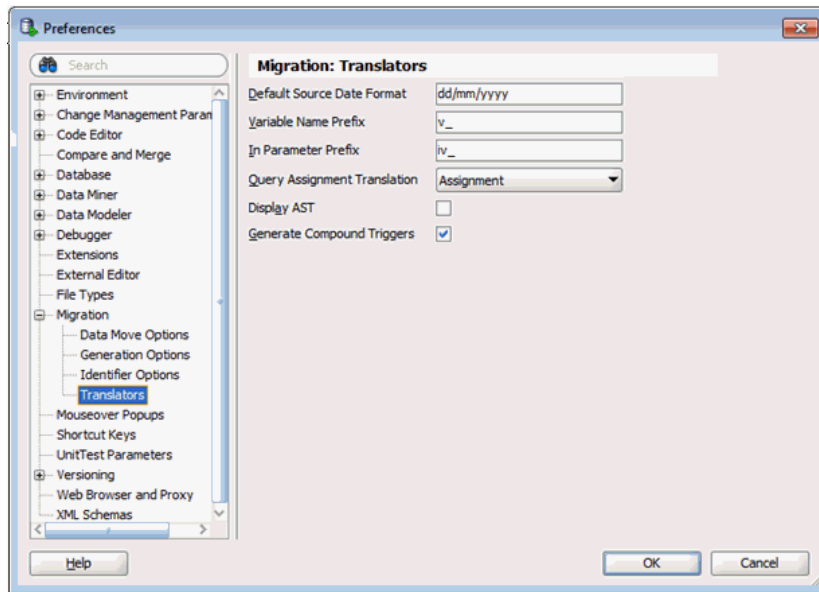 Preferences
Search
Environment
Change Management Param
Code Editor
Compare and Merge
Database
Data Miner
Data Modeler
Debugger
Extensions
External Editor
File Types
Migration
Data Move Options
Generation Options
Identifier Options
Translators
Mouseover Popups
Shortcut Keys
UnitTest Parameters
Versioning
Web Browser and Proxy
XML Schemas
Migration: Translators
Default Source Date Format dd/mm/yyyy
Variable Name Prefix v_
In Parameter Prefix iv_
Query Assignment Translation Assignment
Display AST
Generate Compound Triggers
Help OK Cancel